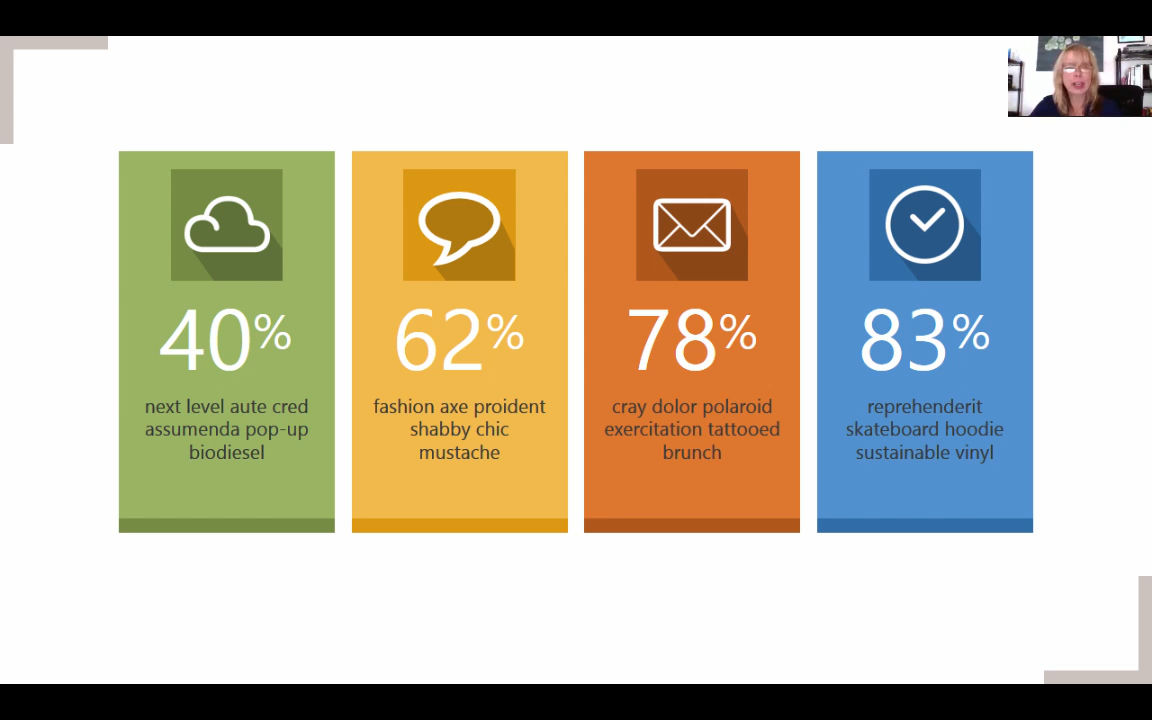 40%
next level aute cred
assumenda pop-up
biodiesel
62%
fashion axe proident
shabby chic
mustache
78%
cray dolor polaroid
exercitation tattooed
brunch
83%
reprehenderit
skateboard hoodie
sustainable vinyl